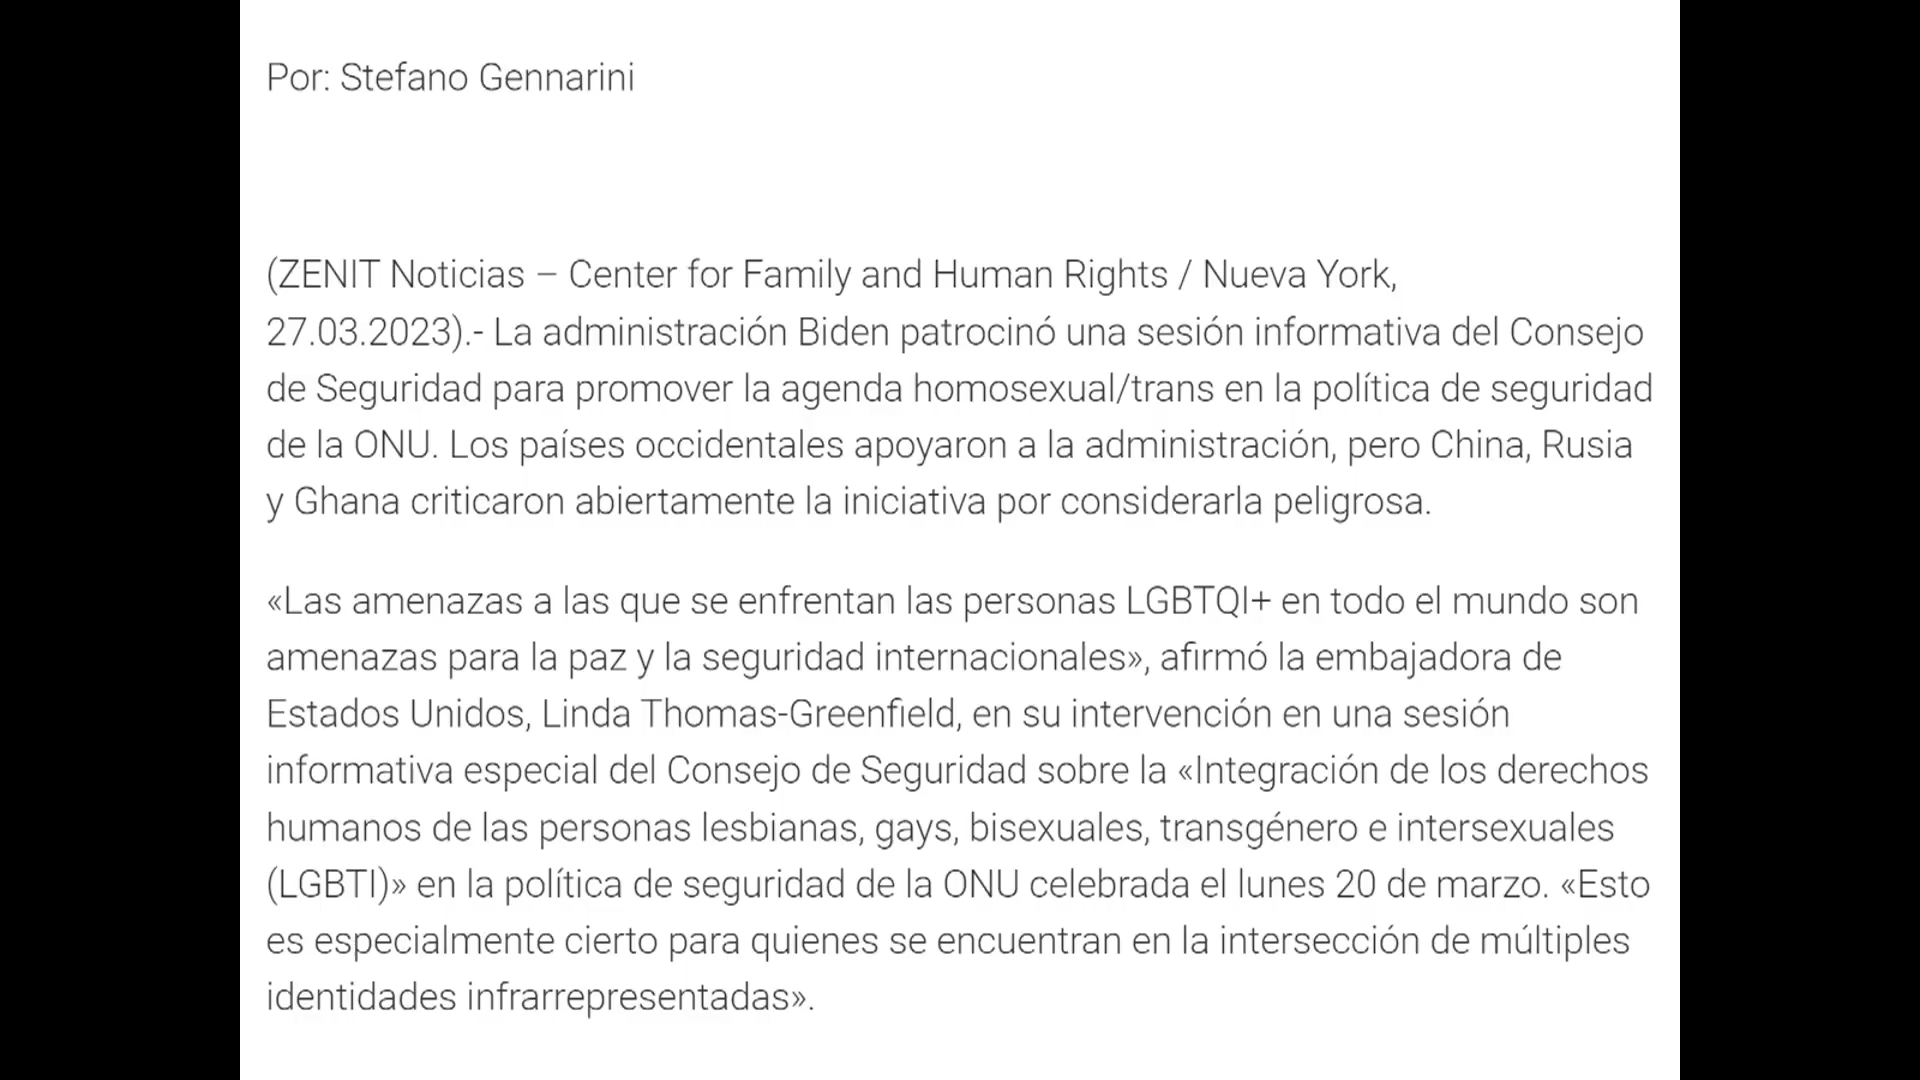 Por: Stefano Gennarini
(ZENIT Noticias – Center for Family and Human Rights / Nueva York,
27.03.2023).- La administración Biden patrocinó una sesión informativa del Consejo
de Seguridad para promover la agenda homosexual/trans en la política de seguridad
de la ONU. Los países occidentales apoyaron a la administración, pero China, Rusia
y Ghana criticaron abiertamente la iniciativa por considerarla peligrosa.
«Las amenazas a las que se enfrentan las personas LGBTQI+ en todo el mundo son
amenazas para la paz y la seguridad internacionales», afirmó la embajadora de
Estados Unidos, Linda Thomas-Greenfield, en su intervención en una sesión
informativa especial del Consejo de Seguridad sobre la «Integración de los derechos
humanos de las personas lesbianas, gays, bisexuales, transgénero e intersexuales
(LGBTI)» en la política de seguridad de la ONU celebrada el lunes 20 de marzo. «Esto
es especialmente cierto para quienes se encuentran en la intersección de múltiples
identidades infrarrepresentadas».